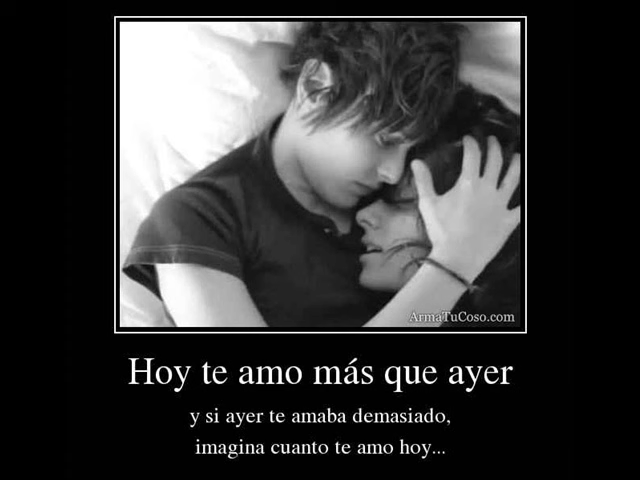 ArmaTuCoso.com
Hoy te amo más que ayer
y si ayer te amaba demasiado,
imagina cuanto te amo hoy...